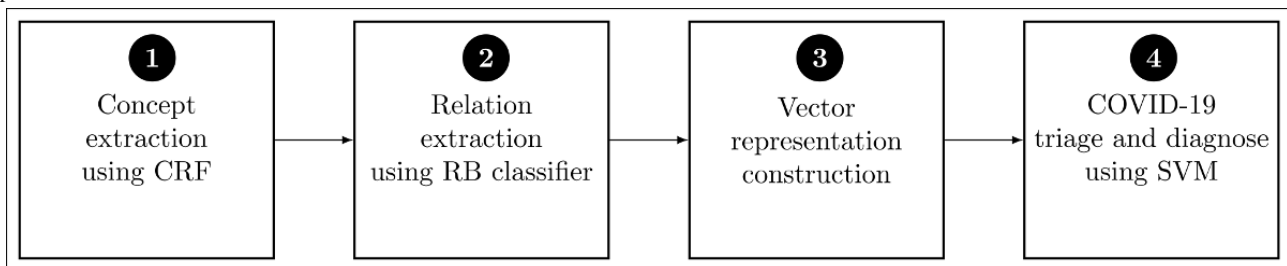 1
Concept
extraction
using CRF
2
Relation
extraction
using RB classifier
3
Vector
representation
construction
4
COVID-19
triage and diagnose
using SVM